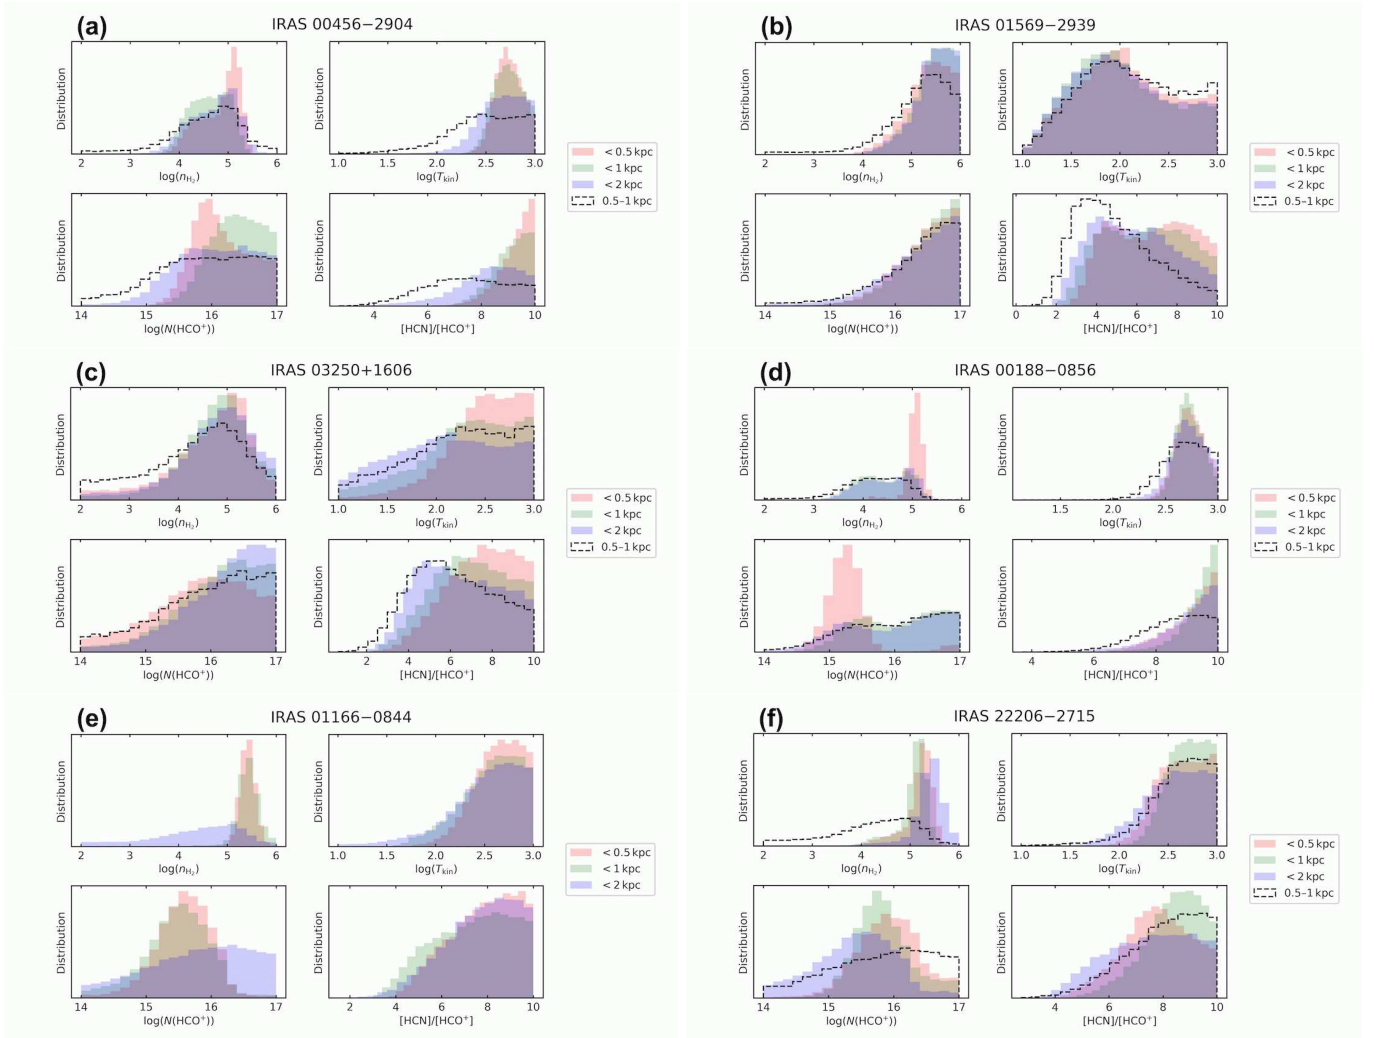 (a)
IRAS 00456−2904
Distribution
2 3 4 5 6
log(n_H₂)
Distribution
1.0 1.5 2.0 2.5 3.0
log(T_kin)
Distribution
14 15 16 17
log(N(HCO⁺))
Distribution
4 6 8 10
[HCN]/[HCO⁺]
< 0.5 kpc
< 1 kpc
< 2 kpc
0.5–1 kpc
(b)
IRAS 01569−2939
Distribution
2 3 4 5 6
log(n_H₂)
Distribution
1.0 1.5 2.0 2.5 3.0
log(T_kin)
Distribution
14 15 16 17
log(N(HCO⁺))
Distribution
0 2 4 6 8 10
[HCN]/[HCO⁺]
< 0.5 kpc
< 1 kpc
< 2 kpc
0.5–1 kpc
(c)
IRAS 03250+1606
Distribution
2 3 4 5 6
log(n_H₂)
Distribution
1.0 1.5 2.0 2.5 3.0
log(T_kin)
Distribution
14 15 16 17
log(N(HCO⁺))
Distribution
2 4 6 8 10
[HCN]/[HCO⁺]
< 0.5 kpc
< 1 kpc
< 2 kpc
0.5–1 kpc
(d)
IRAS 00188−0856
Distribution
2 3 4 5 6
log(n_H₂)
Distribution
1.0 1.5 2.0 2.5 3.0
log(T_kin)
Distribution
14 15 16 17
log(N(HCO⁺))
Distribution
4 6 8 10
[HCN]/[HCO⁺]
< 0.5 kpc
< 1 kpc
< 2 kpc
0.5–1 kpc
(e)
IRAS 01166−0844
Distribution
2 3 4 5 6
log(n_H₂)
Distribution
1.0 1.5 2.0 2.5 3.0
log(T_kin)
Distribution
14 15 16 17
log(N(HCO⁺))
Distribution
2 4 6 8 10
[HCN]/[HCO⁺]
< 0.5 kpc
< 1 kpc
< 2 kpc
(f)
IRAS 22206−2715
Distribution
2 3 4 5 6
log(n_H₂)
Distribution
1.0 1.5 2.0 2.5 3.0
log(T_kin)
Distribution
14 15 16 17
log(N(HCO⁺))
Distribution
4 6 8 10
[HCN]/[HCO⁺]
< 0.5 kpc
< 1 kpc
< 2 kpc
0.5–1 kpc